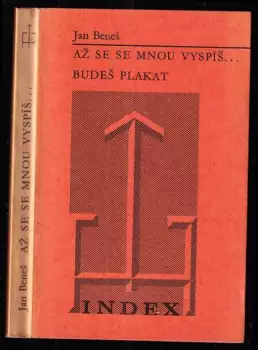 Jan Beneš
AŽ SE SE MNOU VYSPÍŠ...
BUDEŠ PLAKAT
INDEX
Jan Beneš AŽ SE SE MNOU VYSPÍŠ...